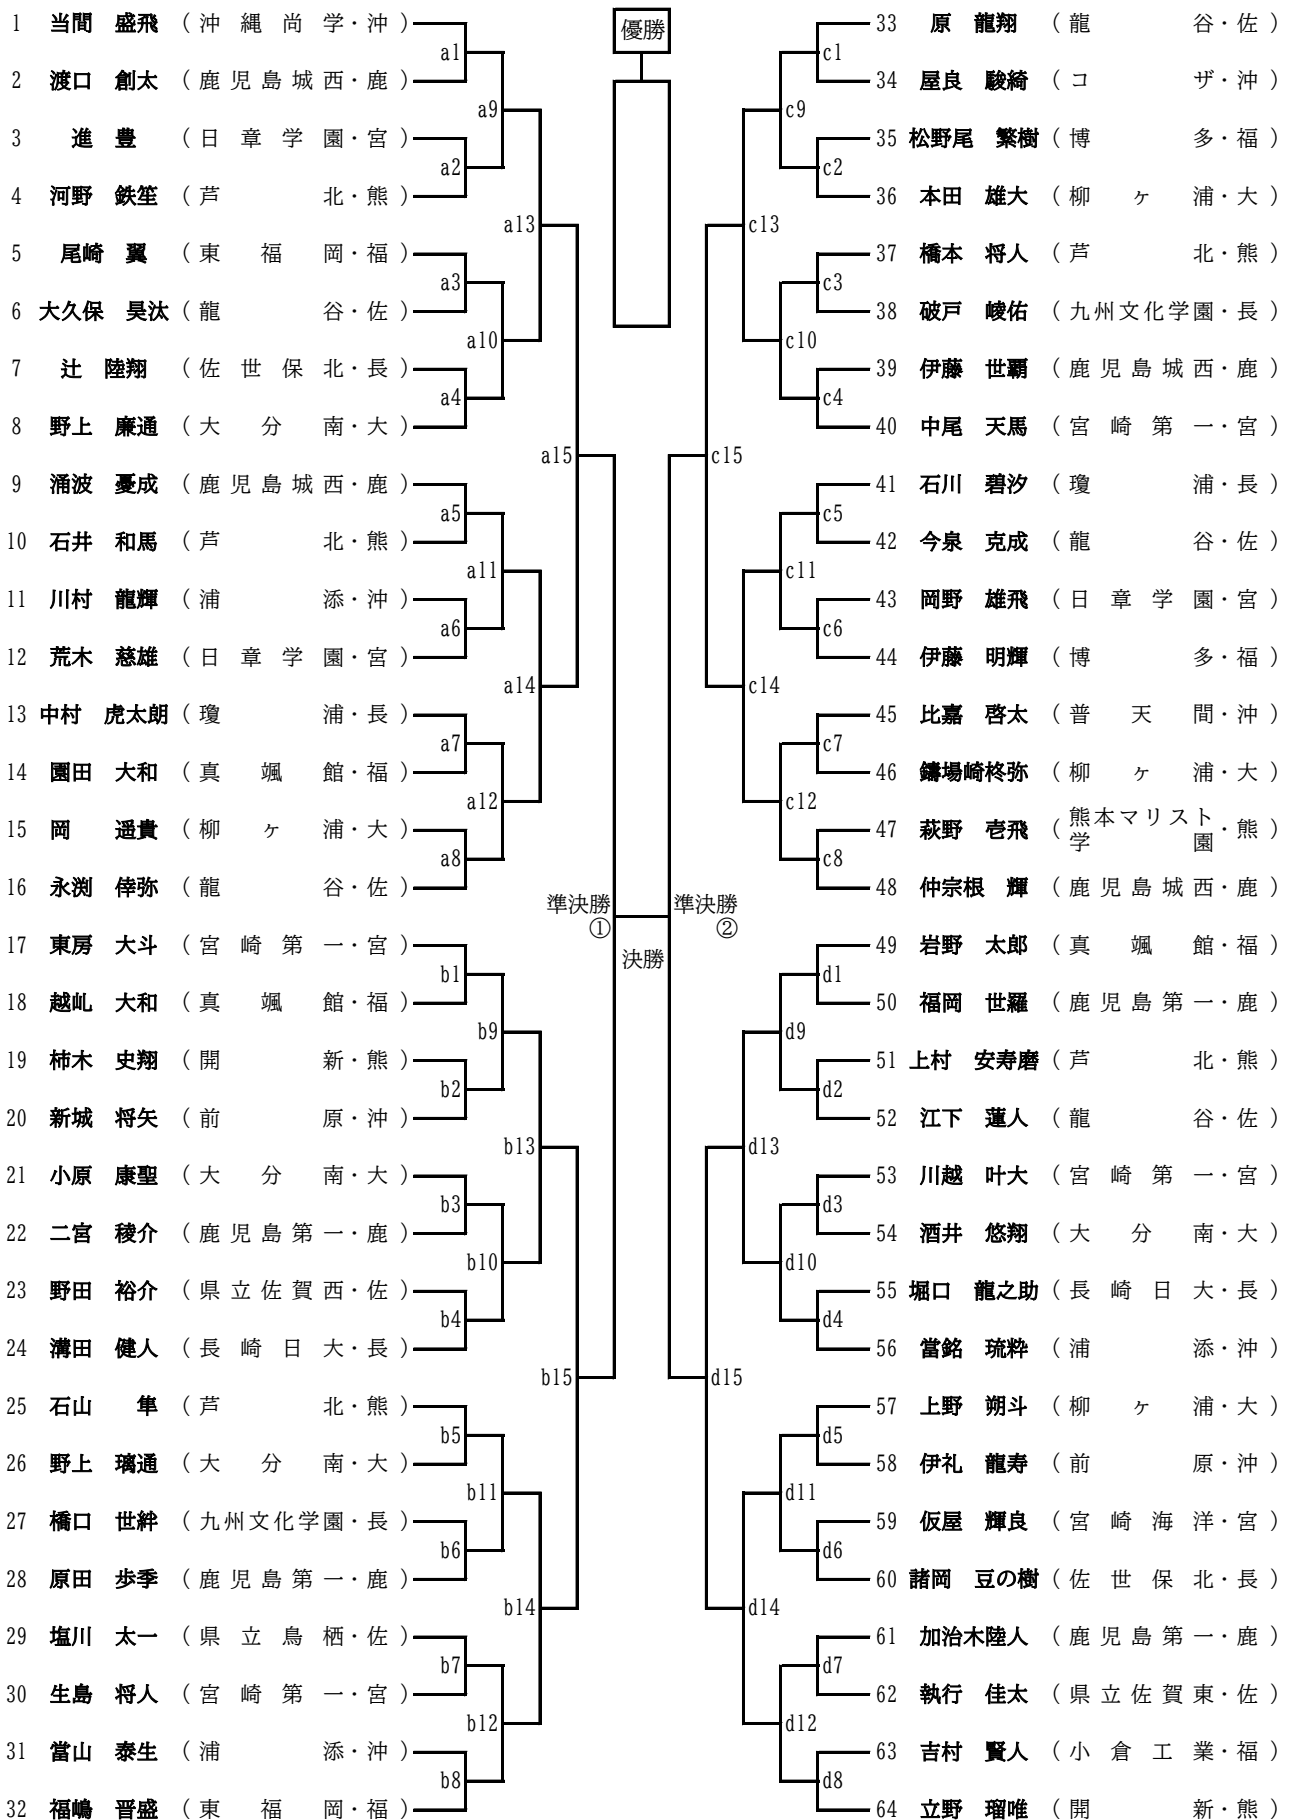 優勝
1 当間 盛飛 (沖縄尚学・沖)
a1
2 渡口 創太 (鹿児島城西・鹿)
a9
3 進 豊 (日章学園・宮)
a2
4 河野 鉄笙 (芦北・熊)
a13
5 尾崎 翼 (東福岡・福)
a3
6 大久保 昊汰 (龍谷・佐)
a10
7 辻 陸翔 (佐世保北・長)
a4
8 野上 廉通 (大分南・大)
a15
9 涌波 憂成 (鹿児島城西・鹿)
a5
10 石井 和馬 (芦北・熊)
a11
11 川村 龍輝 (浦添・沖)
a6
12 荒木 慈雄 (日章学園・宮)
a14
13 中村 虎太朗 (瓊浦・長)
a7
14 園田 大和 (真颯館・福)
a12
15 岡 遥貴 (柳ヶ浦・大)
a8
16 永渕 倖弥 (龍谷・佐)
準決勝
①
17 東房 大斗 (宮崎第一・宮)
b1
18 越乢 大和 (真颯館・福)
b9
19 柿木 史翔 (開新・熊)
b2
20 新城 将矢 (前原・沖)
b13
21 小原 康聖 (大分南・大)
b3
22 二宮 稜介 (鹿児島第一・鹿)
b10
23 野田 裕介 (県立佐賀西・佐)
b4
24 溝田 健人 (長崎日大・長)
b15
25 石山 隼 (芦北・熊)
b5
26 野上 璃通 (大分南・大)
b11
27 橋口 世絆 (九州文化学園・長)
b6
28 原田 歩季 (鹿児島第一・鹿)
b14
29 塩川 太一 (県立鳥栖・佐)
b7
30 生島 将人 (宮崎第一・宮)
b12
31 當山 泰生 (浦添・沖)
b8
32 福嶋 晋盛 (東福岡・福)
決勝
33 原 龍翔 (龍谷・佐)
c1
34 屋良 駿綺 (コザ・沖)
c9
35 松野尾 繁樹 (博多・福)
c2
36 本田 雄大 (柳ヶ浦・大)
c13
37 橋本 将人 (芦北・熊)
c3
38 破戸 崚佑 (九州文化学園・長)
c10
39 伊藤 世覇 (鹿児島城西・鹿)
c4
40 中尾 天馬 (宮崎第一・宮)
c15
41 石川 碧汐 (瓊浦・長)
c5
42 今泉 克成 (龍谷・佐)
c11
43 岡野 雄飛 (日章学園・宮)
c6
44 伊藤 明輝 (博多・福)
c14
45 比嘉 啓太 (普天間・沖)
c7
46 鑄場崎柊弥 (柳ヶ浦・大)
c12
47 萩野 壱飛 (熊本マリスト学園・熊)
c8
48 仲宗根 輝 (鹿児島城西・鹿)
準決勝
②
49 岩野 太郎 (真颯館・福)
d1
50 福岡 世羅 (鹿児島第一・鹿)
d9
51 上村 安寿磨 (芦北・熊)
d2
52 江下 蓮人 (龍谷・佐)
d13
53 川越 叶大 (宮崎第一・宮)
d3
54 酒井 悠翔 (大分南・大)
d10
55 堀口 龍之助 (長崎日大・長)
d4
56 當銘 琉粋 (浦添・沖)
d15
57 上野 朔斗 (柳ヶ浦・大)
d5
58 伊礼 龍寿 (前原・沖)
d11
59 仮屋 輝良 (宮崎海洋・宮)
d6
60 諸岡 豆の樹 (佐世保北・長)
d14
61 加治木陸人 (鹿児島第一・鹿)
d7
62 執行 佳太 (県立佐賀東・佐)
d12
63 吉村 賢人 (小倉工業・福)
d8
64 立野 瑠唯 (開新・熊)